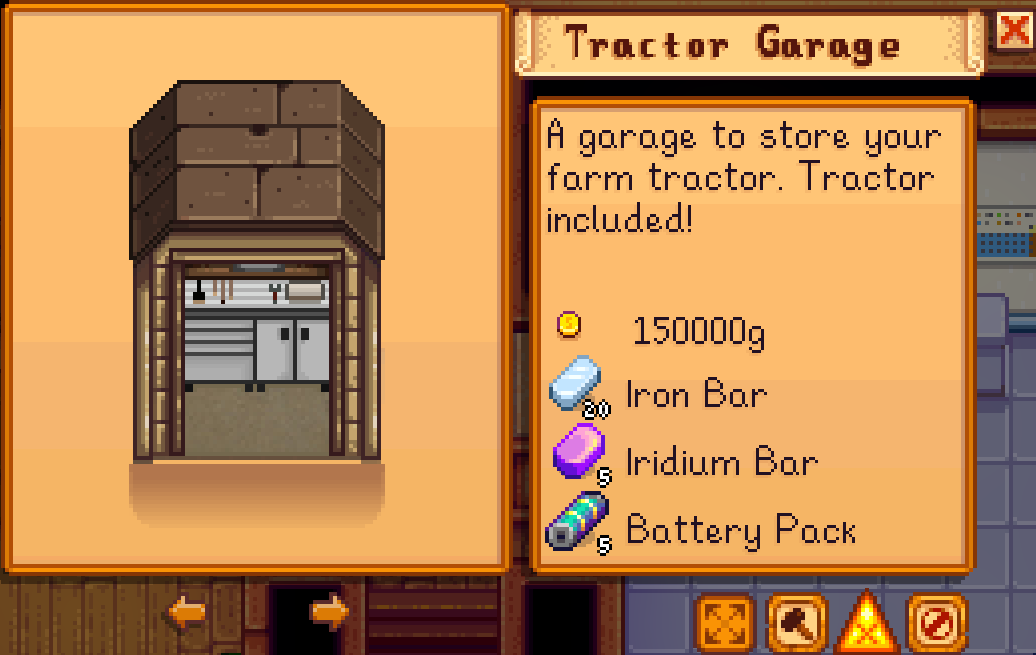 Tractor Garage
A garage to store your
farm tractor. Tractor
included!
150000g
20 Iron Bar
5 Iridium Bar
5 Battery Pack